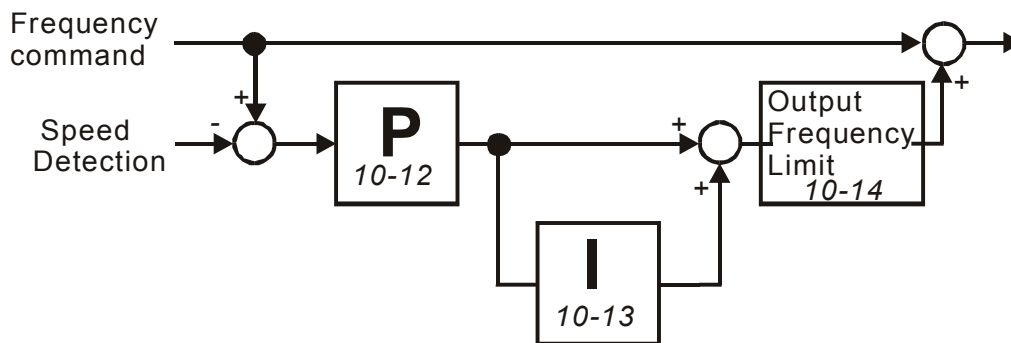 Frequency
command
+
+
-
Speed
Detection
P
10-12
+
+
I
10-13
Output
Frequency
Limit
10-14